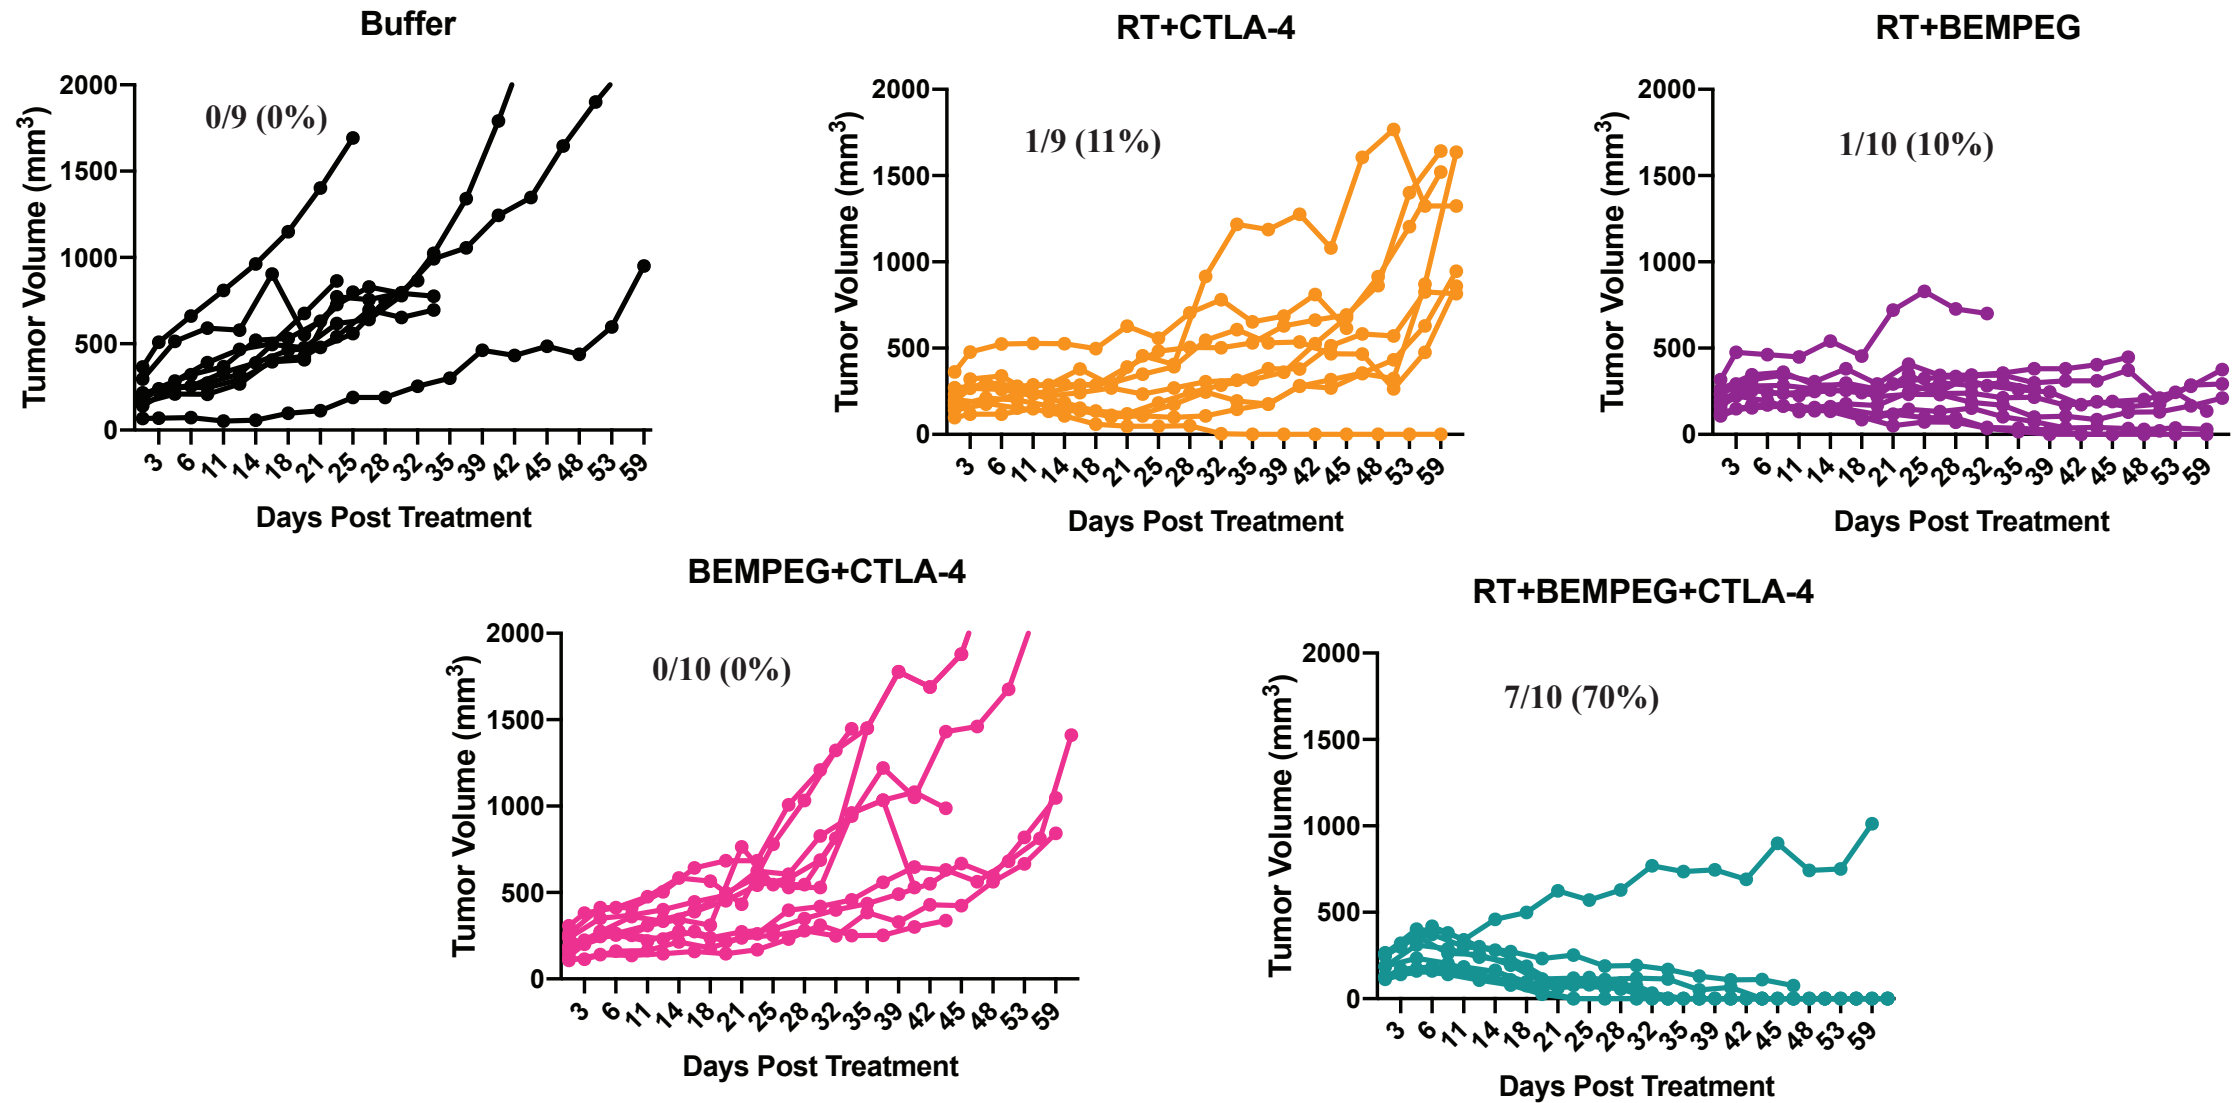 Buffer
Tumor Volume (mm³)
2000
1500
1000
500
0
0/9 (0%)
3 6 11 14 18 21 25 28 32 35 39 42 45 48 53 59
Days Post Treatment
RT+CTLA-4
Tumor Volume (mm³)
2000
1500
1000
500
0
1/9 (11%)
3 6 11 14 18 21 25 28 32 35 39 42 45 48 53 59
Days Post Treatment
RT+BEMPEG
Tumor Volume (mm³)
2000
1500
1000
500
0
1/10 (10%)
3 6 11 14 18 21 25 28 32 35 39 42 45 48 53 59
Days Post Treatment
BEMPEG+CTLA-4
Tumor Volume (mm³)
2000
1500
1000
500
0
0/10 (0%)
3 6 11 14 18 21 25 28 32 35 39 42 45 48 53 59
Days Post Treatment
RT+BEMPEG+CTLA-4
Tumor Volume (mm³)
2000
1500
1000
500
0
7/10 (70%)
3 6 11 14 18 21 25 28 32 35 39 42 45 48 53 59
Days Post Treatment